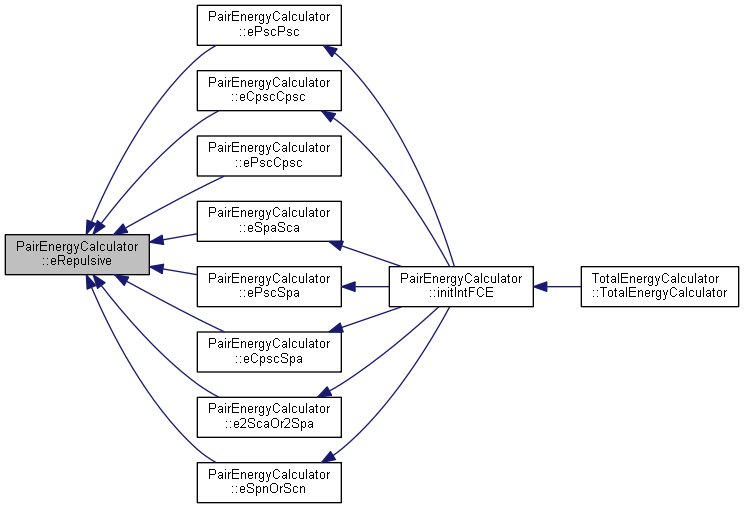 PairEnergyCalculator
::ePscPsc
PairEnergyCalculator
::eCpscCpsc
PairEnergyCalculator
::ePscCpsc
PairEnergyCalculator
::eSpaSca
PairEnergyCalculator
::eRepulsive
PairEnergyCalculator
::ePscSpa
PairEnergyCalculator
::initIntFCE
TotalEnergyCalculator
::TotalEnergyCalculator
PairEnergyCalculator
::eCpscSpa
PairEnergyCalculator
::e2ScaOr2Spa
PairEnergyCalculator
::eSpnOrScn